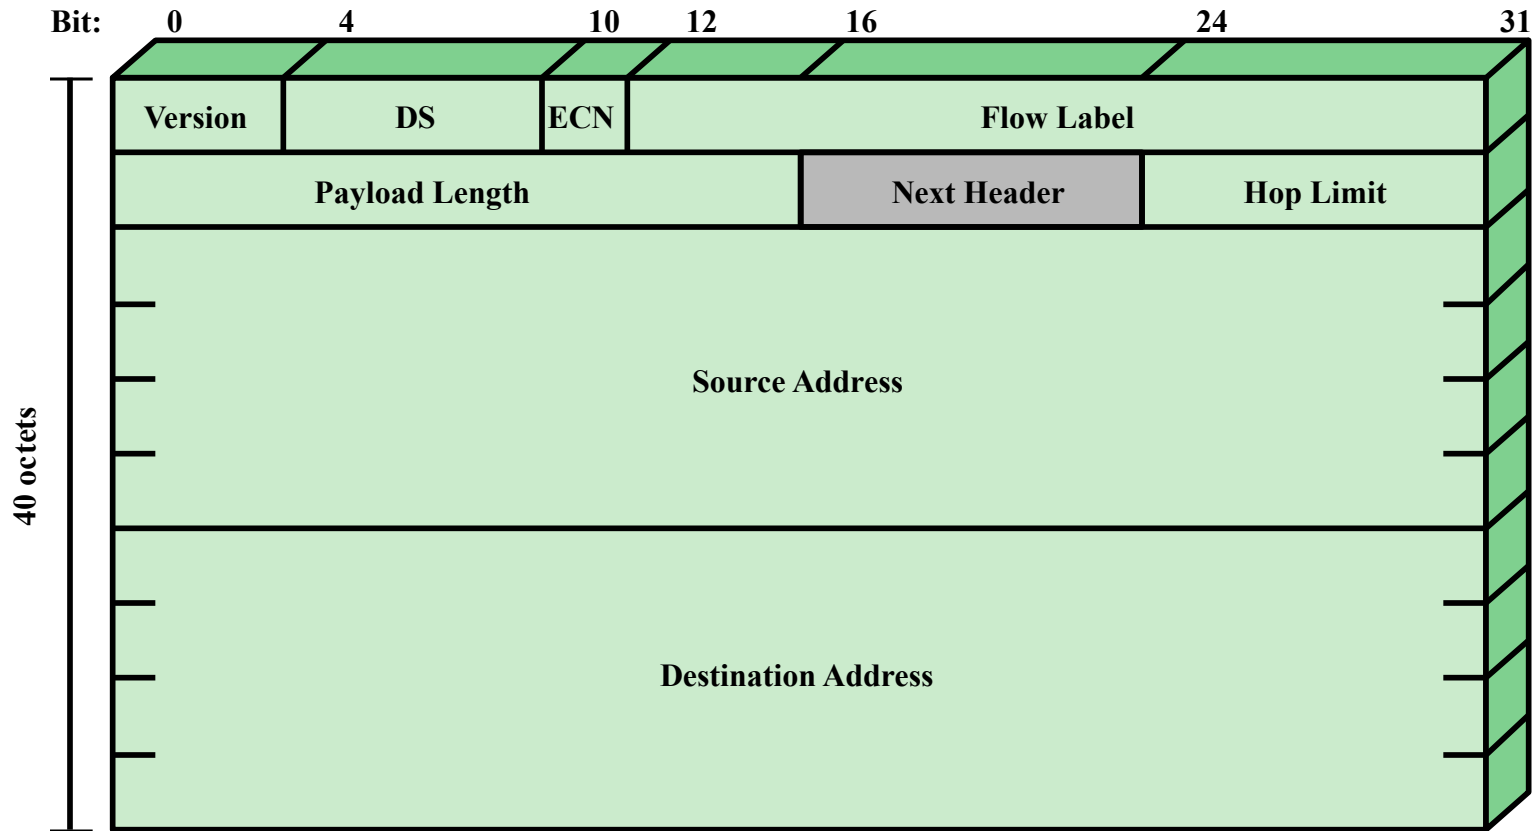 Bit: 0 4 10 12 16 24 31
Version DS ECN Flow Label
Payload Length Next Header Hop Limit
Source Address
40 octets
Destination Address